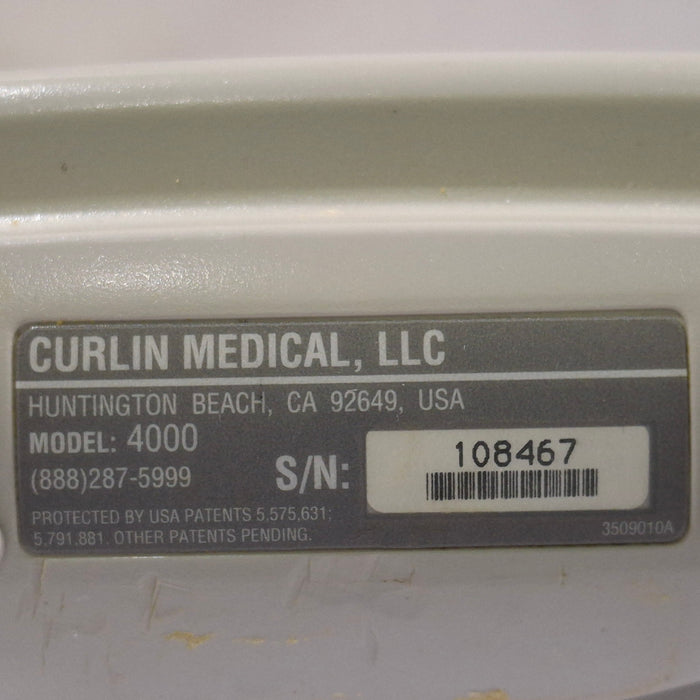 CURLIN MEDICAL, LLC
HUNTINGTON BEACH, CA 92649, USA
MODEL: 4000
(888)287-5999
S/N: 108467
PROTECTED BY USA PATENTS 5,575,631;
5,791,881. OTHER PATENTS PENDING.
3509010A